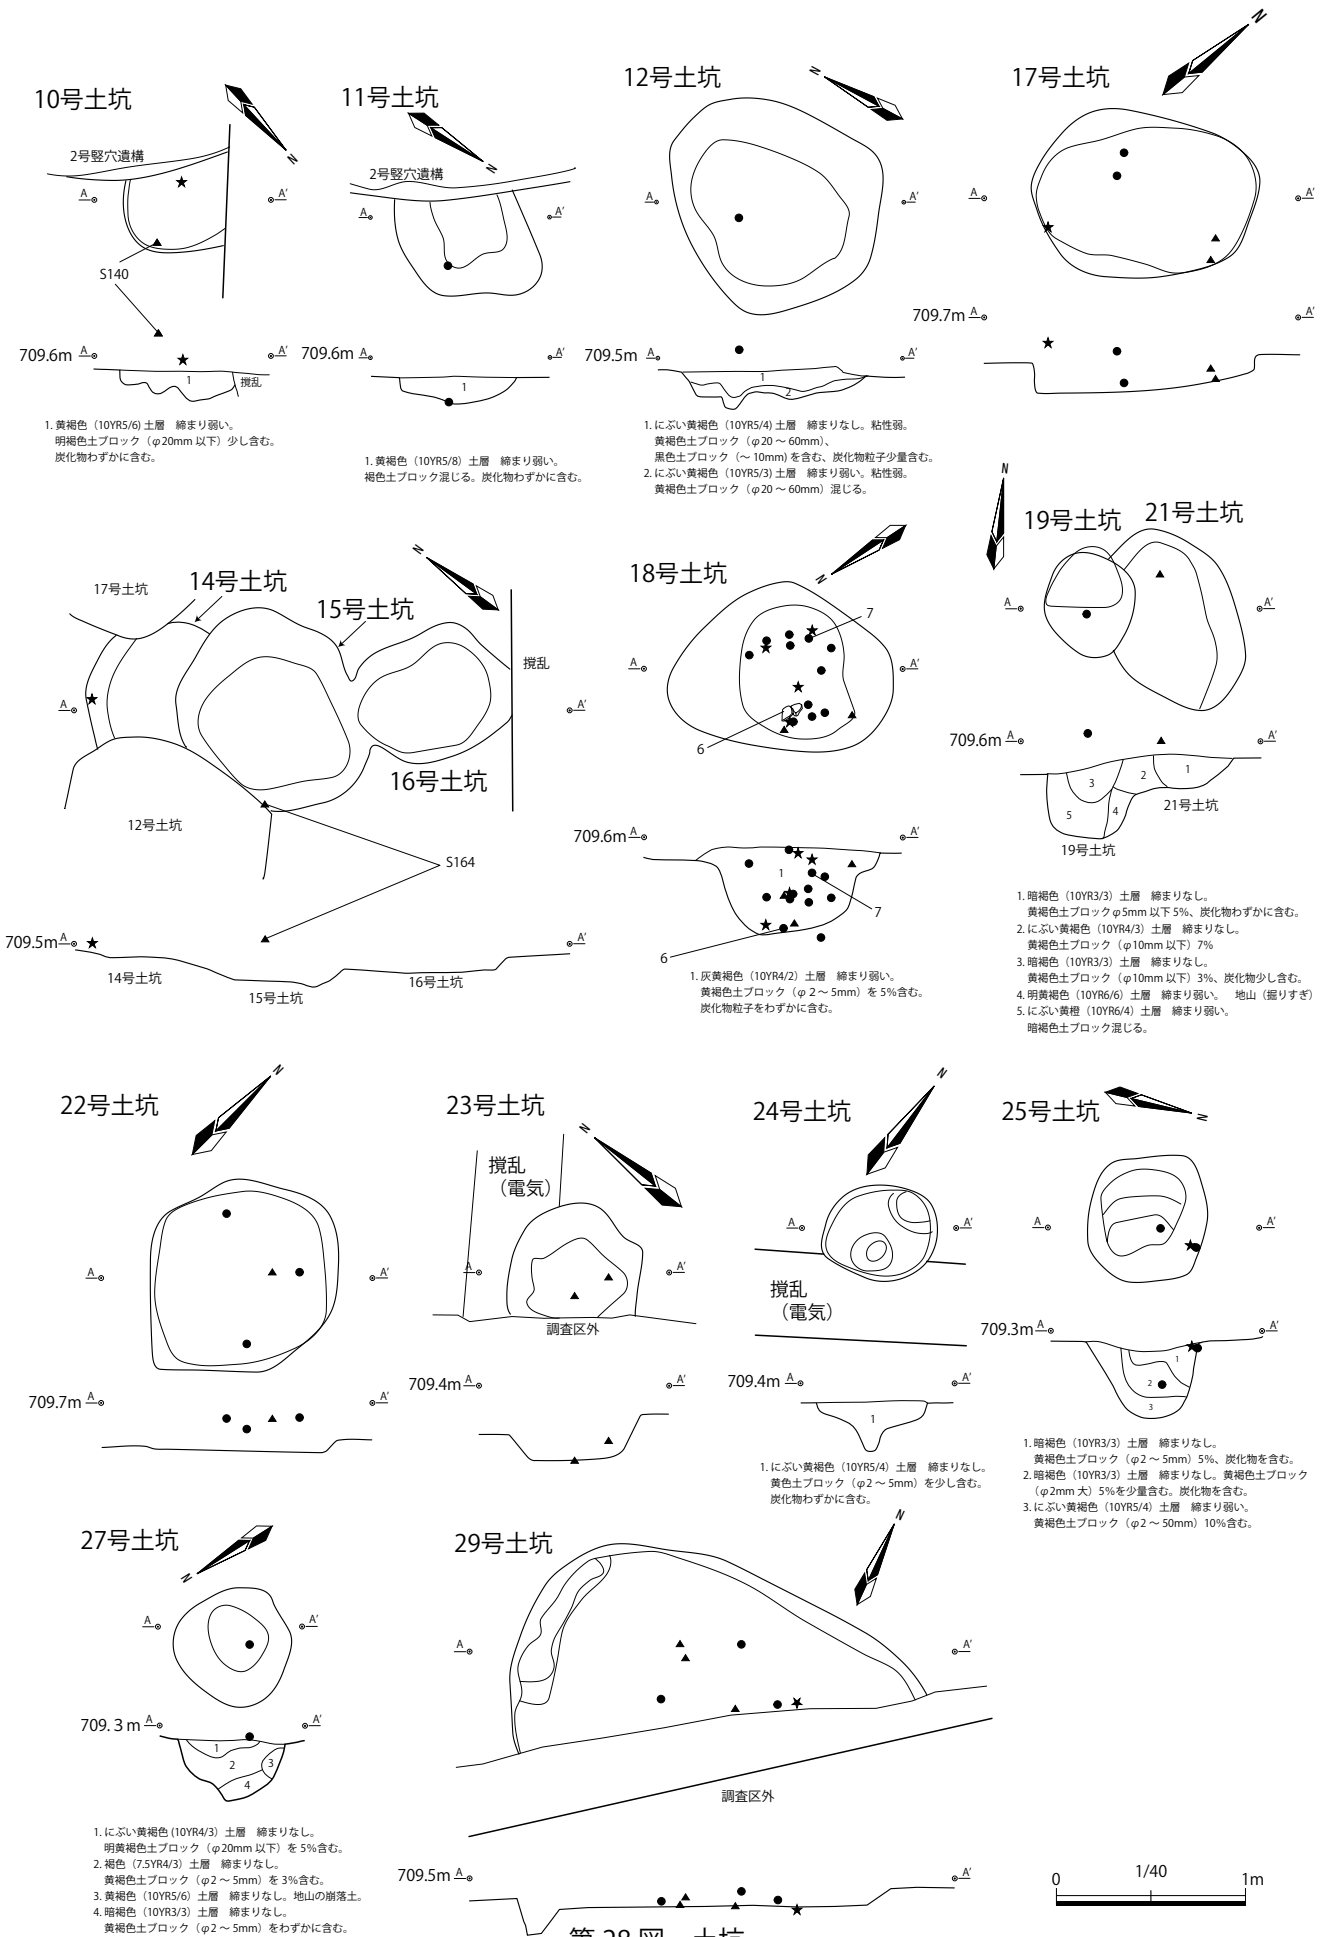 10号土坑
N
2号竪穴遺構
A
A'
S140
709.6m A
A'
1
撹乱
1. 黄褐色（10YR5/6) 土層　締まり弱い。
明褐色土ブロック（φ20mm 以下）少し含む。
炭化物わずかに含む。
11号土坑
N
2号竪穴遺構
A
A'
709.6m A
A'
1
1. 黄褐色（10YR5/8）土層　締まり弱い。
褐色土ブロック混じる。炭化物わずかに含む。
12号土坑
N
A
A'
709.5m A
A'
1
2
1. にぶい黄褐色（10YR5/4) 土層　締まりなし。粘性弱。
黄褐色土ブロック（φ20 ～ 60mm）、
黒色土ブロック（～ 10mm) を含む、炭化物粒子少量含む。
2. にぶい黄褐色（10YR5/3) 土層　締まり弱い。粘性弱。
黄褐色土ブロック（φ20 ～ 60mm）混じる。
17号土坑
N
A
A'
709.7m A
A'
17号土坑
14号土坑
15号土坑
N
撹乱
A
A'
16号土坑
12号土坑
S164
709.5m A
A'
14号土坑
15号土坑
16号土坑
18号土坑
N
7
A
A'
6
709.6m A
A'
1
7
6
1. 灰黄褐色（10YR4/2）土層　締まり弱い。
黄褐色土ブロック（φ 2 ～ 5mm）を 5%含む。
炭化物粒子をわずかに含む。
N
19号土坑
21号土坑
A
A'
709.6m A
A'
1
2
3
4
5
21号土坑
19号土坑
1. 暗褐色（10YR3/3）土層　締まりなし。
黄褐色土ブロックφ5mm 以下 5%、炭化物わずかに含む。
2. にぶい黄褐色（10YR4/3）土層　締まりなし。
黄褐色土ブロック（φ10mm 以下）7%
3. 暗褐色（10YR3/3）土層　締まりなし。
黄褐色土ブロック（φ10mm 以下）3%、炭化物少し含む。
4. 明黄褐色（10YR6/6）土層　締まり弱い。　地山（掘りすぎ）
5. にぶい黄橙（10YR6/4）土層　締まり弱い。
暗褐色土ブロック混じる。
22号土坑
N
A
A'
709.7m A
A'
23号土坑
N
撹乱
（電気）
A
A'
調査区外
709.4m A
A'
24号土坑
N
A
A'
撹乱
（電気）
709.4m A
A'
1
1. にぶい黄褐色（10YR5/4）土層　締まりなし。
黄色土ブロック（φ2 ～ 5mm）を少し含む。
炭化物わずかに含む。
25号土坑
N
A
A'
709.3m A
A'
1
2
3
1. 暗褐色（10YR3/3）土層　締まりなし。
黄褐色土ブロック（φ2 ～ 5mm）5%、炭化物を含む。
2. 暗褐色（10YR3/3）土層　締まりなし。黄褐色土ブロック
（φ2mm 大）5%を少量含む。炭化物を含む。
3. にぶい黄褐色（10YR5/4）土層　締まり弱い。
黄褐色土ブロック（φ2 ～ 50mm）10%含む。
27号土坑
N
A
A'
709. 3 m A
A'
1
2
3
4
1. にぶい黄褐色 (10YR4/3）土層　締まりなし。
明黄褐色土ブロック（φ20mm 以下）を 5%含む。
2. 褐色（7.5YR4/3）土層　締まりなし。
黄褐色土ブロック（φ2 ～ 5mm）を 3%含む。
3. 黄褐色（10YR5/6）土層　締まりなし。地山の崩落土。
4. 暗褐色（10YR3/3）土層　締まりなし。
黄褐色土ブロック（φ2 ～ 5mm）をわずかに含む。
29号土坑
N
A
A'
調査区外
709.5m A
A'
0
1/40
1m
第 28 図　土坑